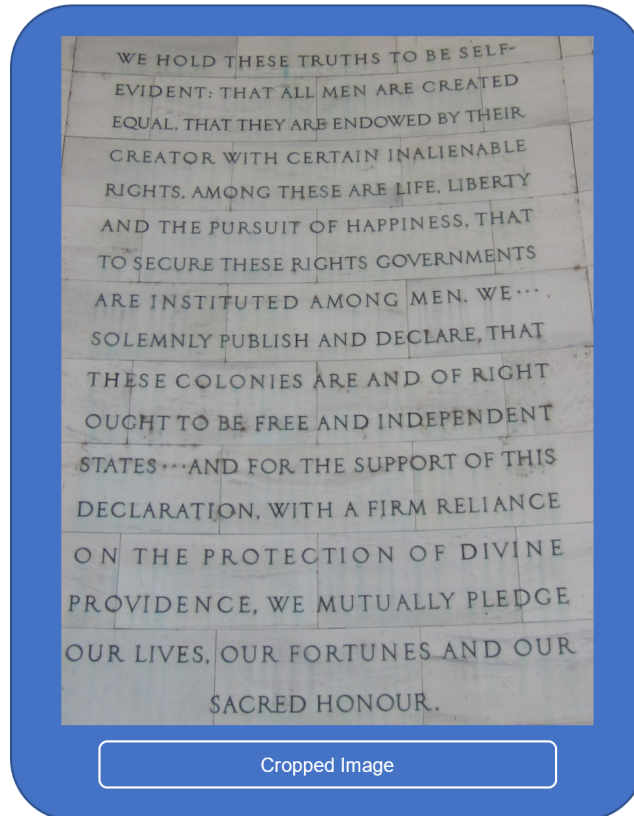 WE HOLD THESE TRUTHS TO BE SELF-
EVIDENT: THAT ALL MEN ARE CREATED
EQUAL, THAT THEY ARE ENDOWED BY THEIR
CREATOR WITH CERTAIN INALIENABLE
RIGHTS, AMONG THESE ARE LIFE, LIBERTY
AND THE PURSUIT OF HAPPINESS, THAT
TO SECURE THESE RIGHTS GOVERNMENTS
ARE INSTITUTED AMONG MEN. WE···
SOLEMNLY PUBLISH AND DECLARE, THAT
THESE COLONIES ARE AND OF RIGHT
OUGHT TO BE FREE AND INDEPENDENT
STATES···AND FOR THE SUPPORT OF THIS
DECLARATION, WITH A FIRM RELIANCE
ON THE PROTECTION OF DIVINE
PROVIDENCE, WE MUTUALLY PLEDGE
OUR LIVES, OUR FORTUNES AND OUR
SACRED HONOUR.
Cropped Image